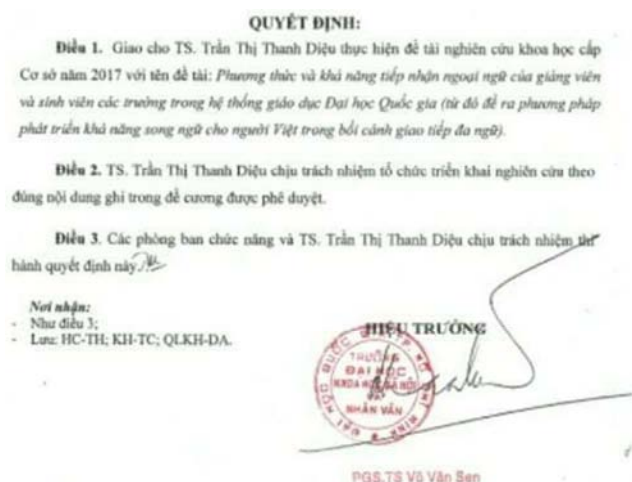 QUYẾT ĐỊNH:
Điều 1. Giao cho TS. Trần Thị Thanh Diệu thực hiện đề tài nghiên cứu khoa học cấp
Cơ sở năm 2017 với tên đề tài: Phương thức và khả năng tiếp nhận ngoại ngữ của giảng viên
và sinh viên các trường trong hệ thống giáo dục Đại học Quốc gia (từ đó đề ra phương pháp
phát triển khả năng song ngữ cho người Việt trong bối cảnh giao tiếp đa ngữ).
Điều 2. TS. Trần Thị Thanh Diệu chịu trách nhiệm tổ chức triển khai nghiên cứu theo
đúng nội dung ghi trong đề cương được phê duyệt.
Điều 3. Các phòng ban chức năng và TS. Trần Thị Thanh Diệu chịu trách nhiệm thi
hành quyết định này
Nơi nhận:
- Như điều 3;
- Lưu: HC-TH; KH-TC; QLKH-DA.
HIỆU TRƯỞNG
TRƯỜNG
ĐẠI HỌC
KHOA HỌC XÃ HỘI
VÀ
NHÂN VĂN
PGS.TS Võ Văn Sen